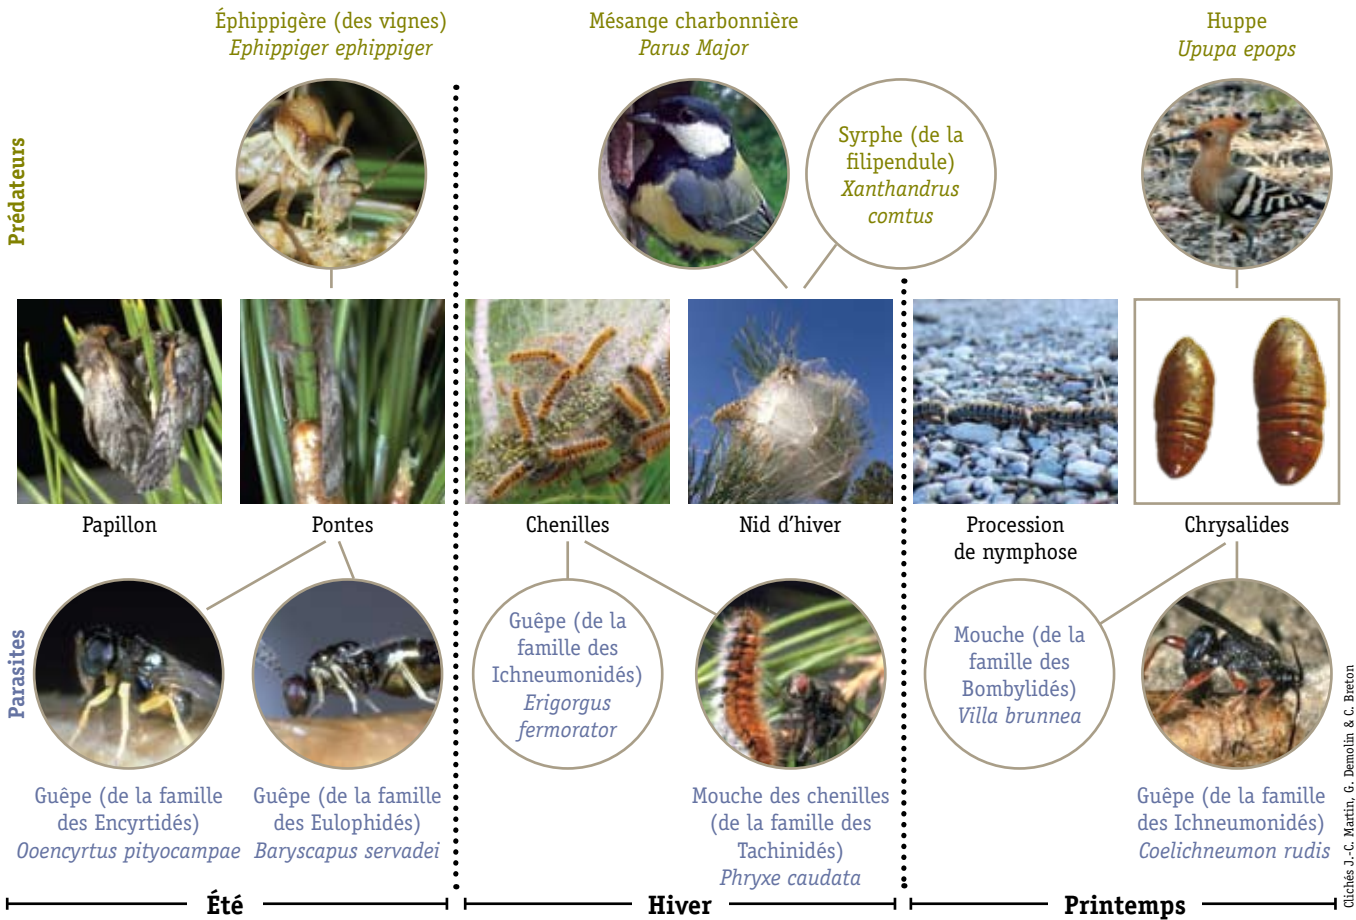 Éphippigère (des vignes)
Ephippiger ephippiger
Mésange charbonnière
Parus Major
Huppe
Upupa epops
Prédateurs
Syrphe (de la
filipendule)
Xanthandrus
comtus
Papillon
Pontes
Chenilles
Nid d'hiver
Procession
de nymphose
Chrysalides
Parasites
Guêpe (de la famille
des Encyrtidés)
Ooencyrtus pityocampae
Guêpe (de la famille
des Eulophidés)
Baryscapus servadei
Guêpe (de la
famille des
Ichneumonidés)
Erigorgus
fermorator
Mouche des chenilles
(de la famille des
Tachinidés)
Phryxe caudata
Mouche (de la
famille des
Bombylidés)
Villa brunnea
Guêpe (de la famille
des Ichneumonidés)
Coelichneumon rudis
Été
Hiver
Printemps
Clichés J.-C. Martin, G. Demolin & C. Breton